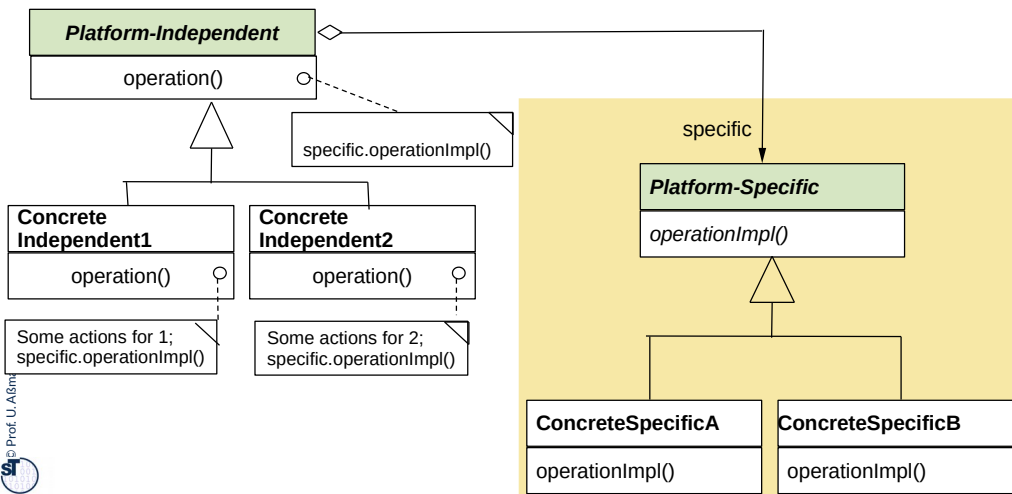 Platform-Independent
operation()
specific.operationImpl()
specific
Platform-Specific
operationImpl()
Concrete
Independent1
operation()
Concrete
Independent2
operation()
Some actions for 1;
specific.operationImpl()
Some actions for 2;
specific.operationImpl()
ConcreteSpecificA
operationImpl()
ConcreteSpecificB
operationImpl()
© Prof. U.
ST